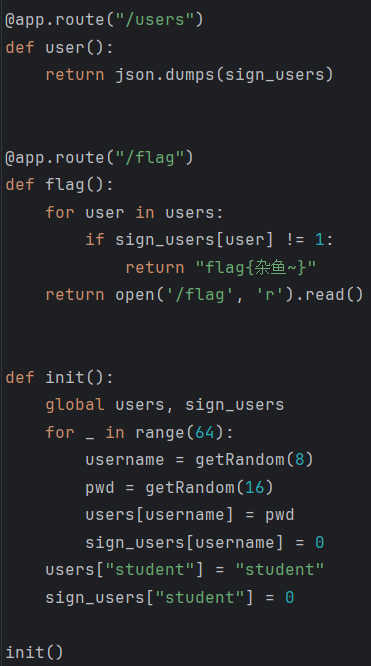 @app.route("/users")
def user():
    return json.dumps(sign_users)
@app.route("/flag")
def flag():
    for user in users:
        if sign_users[user] != 1:
            return "flag{杂鱼~}"
    return open('/flag', 'r').read()
def init():
    global users, sign_users
    for _ in range(64):
        username = getRandom(8)
        pwd = getRandom(16)
        users[username] = pwd
        sign_users[username] = 0
    users["student"] = "student"
    sign_users["student"] = 0
init()